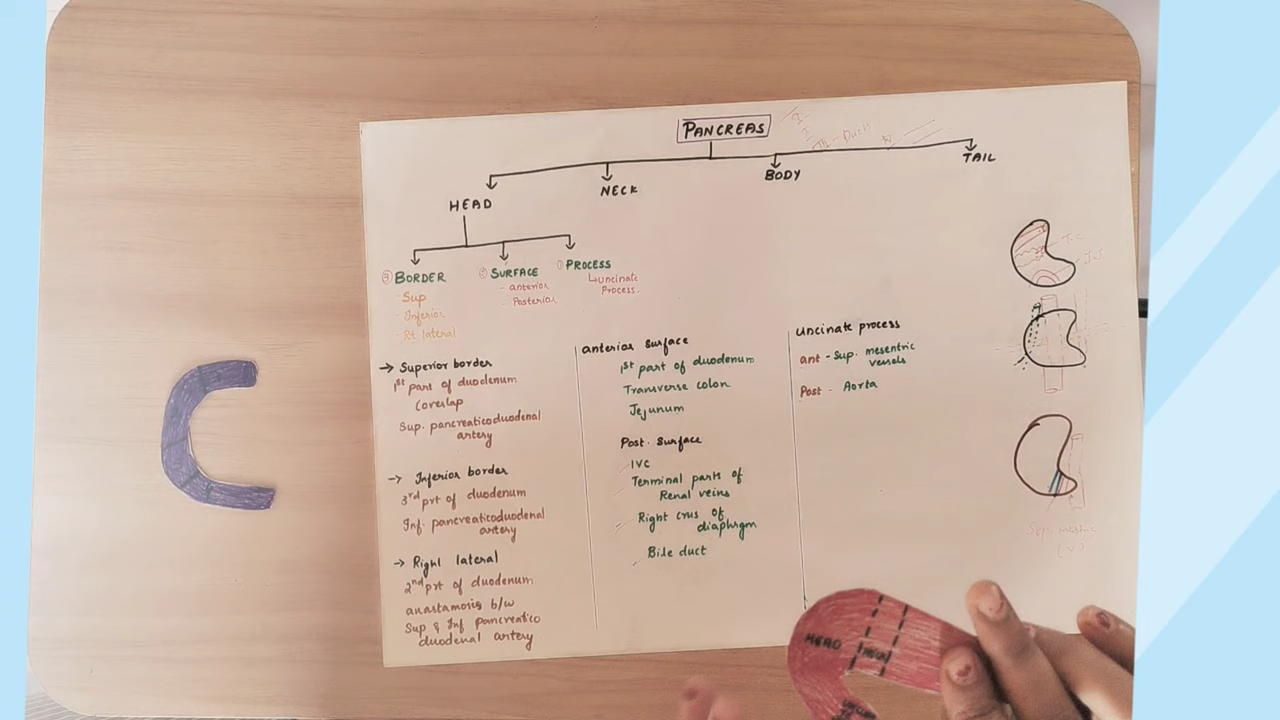 PANCREAS
HEAD
NECK
BODY
TAIL
BORDER
Sup
Inferior
Rt lateral
SURFACE
- anterior
- Posterior
PROCESS
Uncinate
Process.
→ Superior border
1st part of duodenum
Sup. pancreaticoduodenal
artery
→ Inferior border
3rd prt of duodenum
Inf. pancreaticoduodenal
artery
→ Right lateral
2nd prt of duodenum
anastamosis b/w
Sup & Inf pancreatico
duodenal artery
anterior surface
1st part of duodenum
Transverse colon
Jejunum
Post. surface
IVC
Terminal parts of
Renal veins
Right crus of
diaphrgm
Bile duct
uncinate process
ant - Sup. mesentric
vessels
Post - Aorta
T.C
HEAD